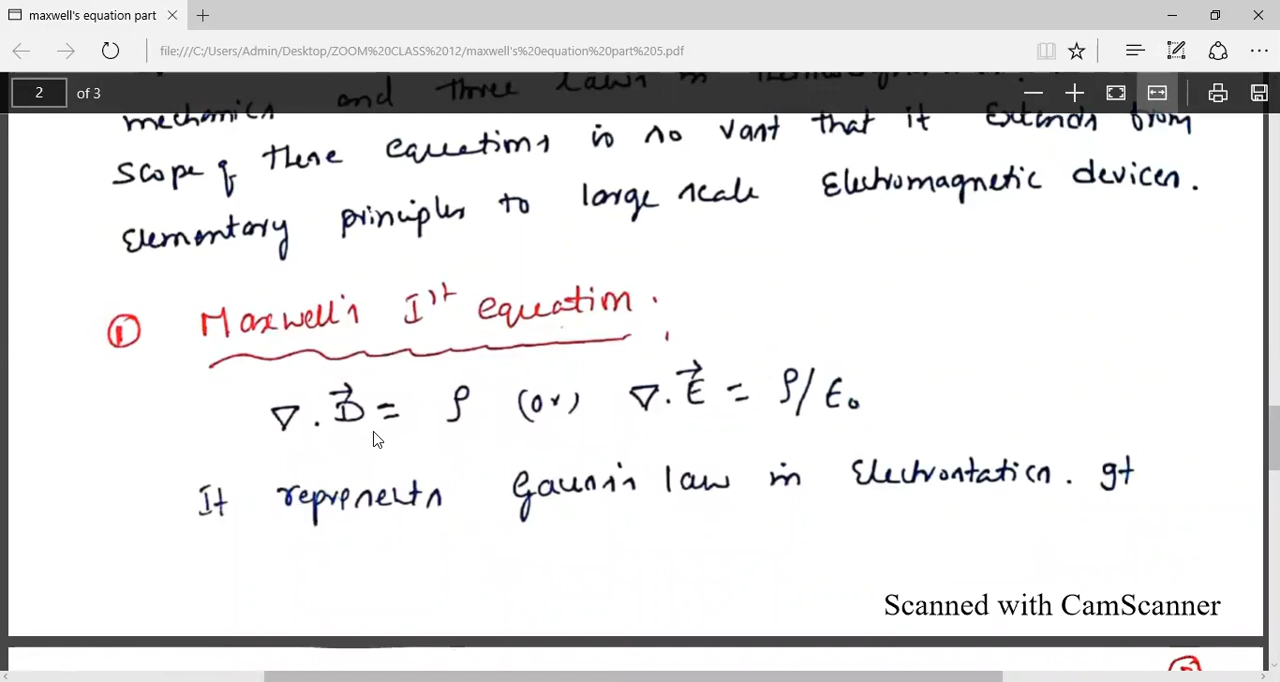 maxwell's equation part
file:///C:/Users/Admin/Desktop/ZOOM%20CLASS%2012/maxwell's%20equation%20part%205.pdf
2 of 3
mechanics and three laws in
scope of these equations is so vast that it Extends from
Elementary principles to large scale Electromagnetic devices.
① Maxwell's Ist equation.
∇ . D⃗ = ρ (or) ∇ . E⃗ = ρ/ε₀
It represents Gauss's law in Electrostatics. It
Scanned with CamScanner